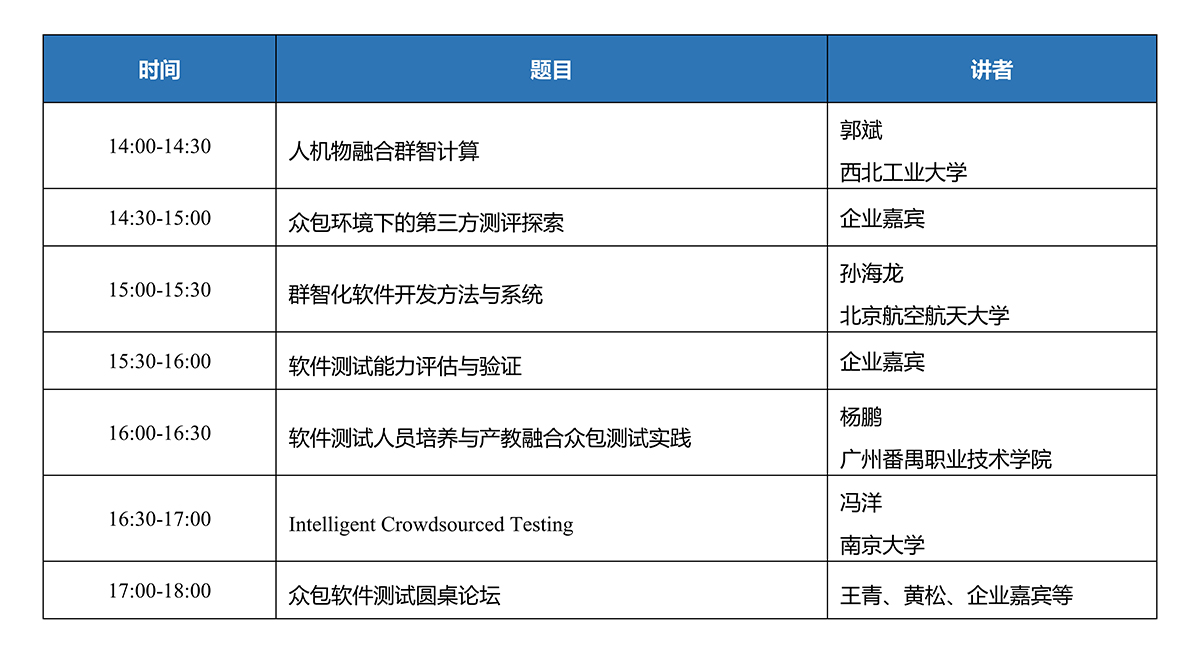 时间 题目 讲者
14:00-14:30 人机物融合群智计算 郭斌
西北工业大学
14:30-15:00 众包环境下的第三方测评探索 企业嘉宾
15:00-15:30 群智化软件开发方法与系统 孙海龙
北京航空航天大学
15:30-16:00 软件测试能力评估与验证 企业嘉宾
16:00-16:30 软件测试人员培养与产教融合众包测试实践 杨鹏
广州番禺职业技术学院
16:30-17:00 Intelligent Crowdsourced Testing 冯洋
南京大学
17:00-18:00 众包软件测试圆桌论坛 王青、黄松、企业嘉宾等